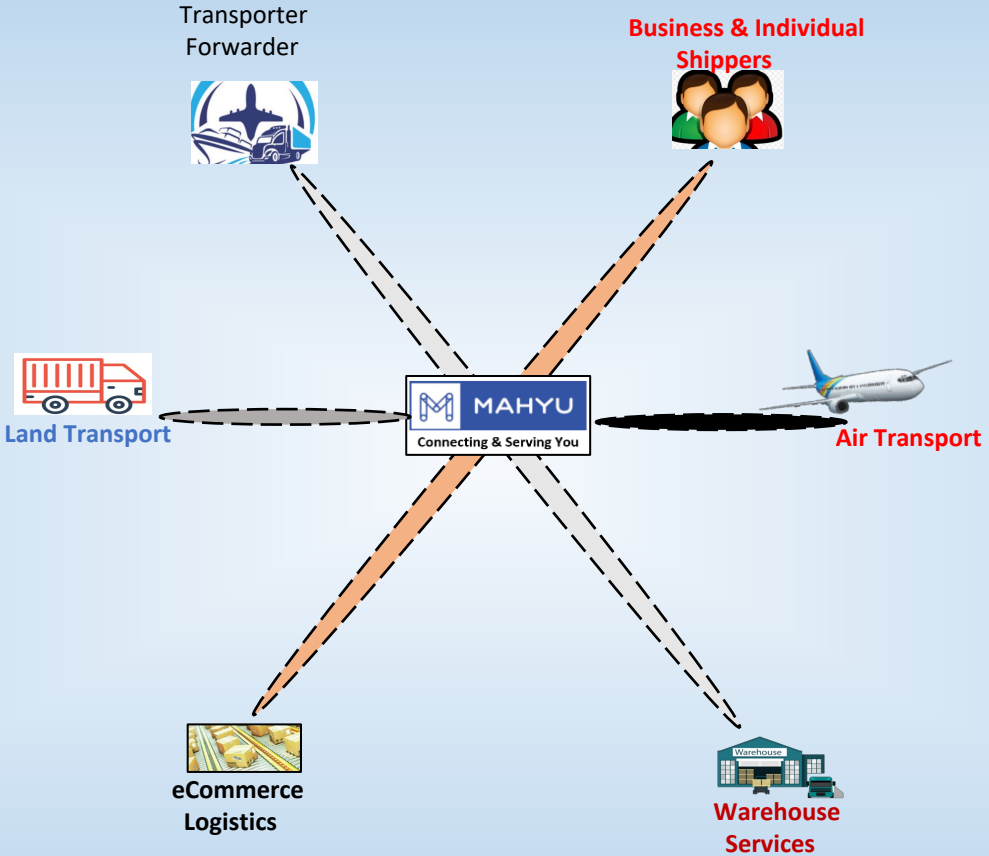 Transporter
Forwarder
Business & Individual
Shippers
Land Transport
MAHYU
Connecting & Serving You
Air Transport
eCommerce
Logistics
Warehouse
Warehouse
Services